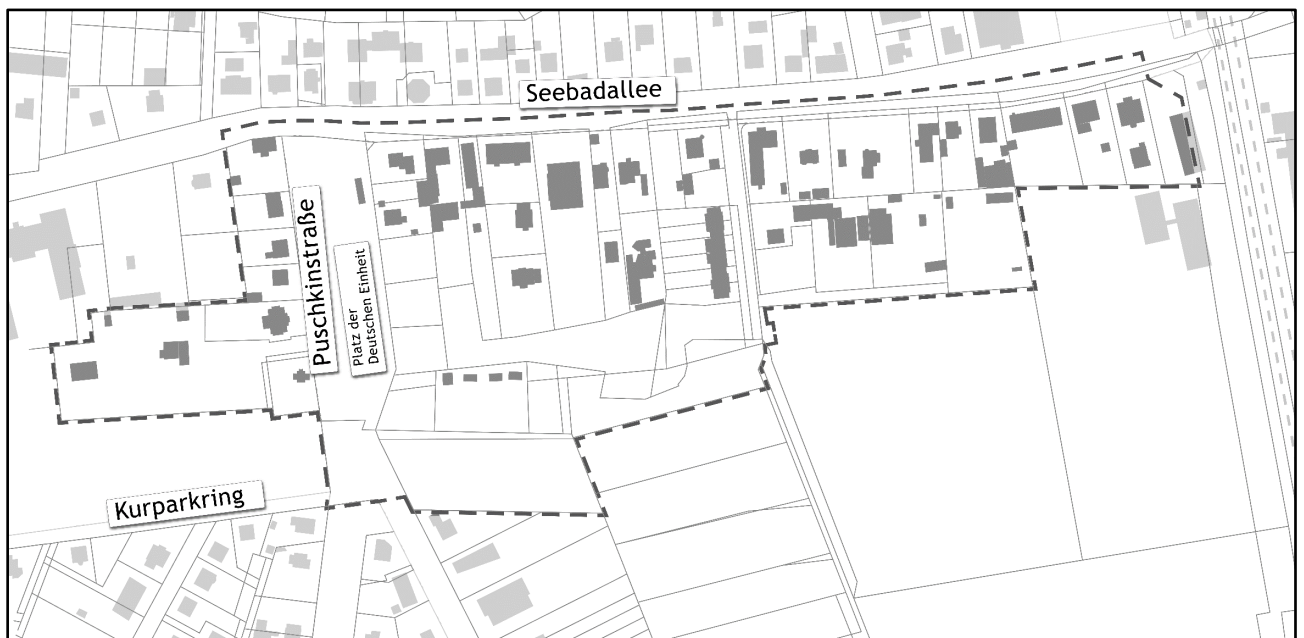 Seebadallee
Puschkinstraße
Platz der
Deutschen Einheit
Kurparkring